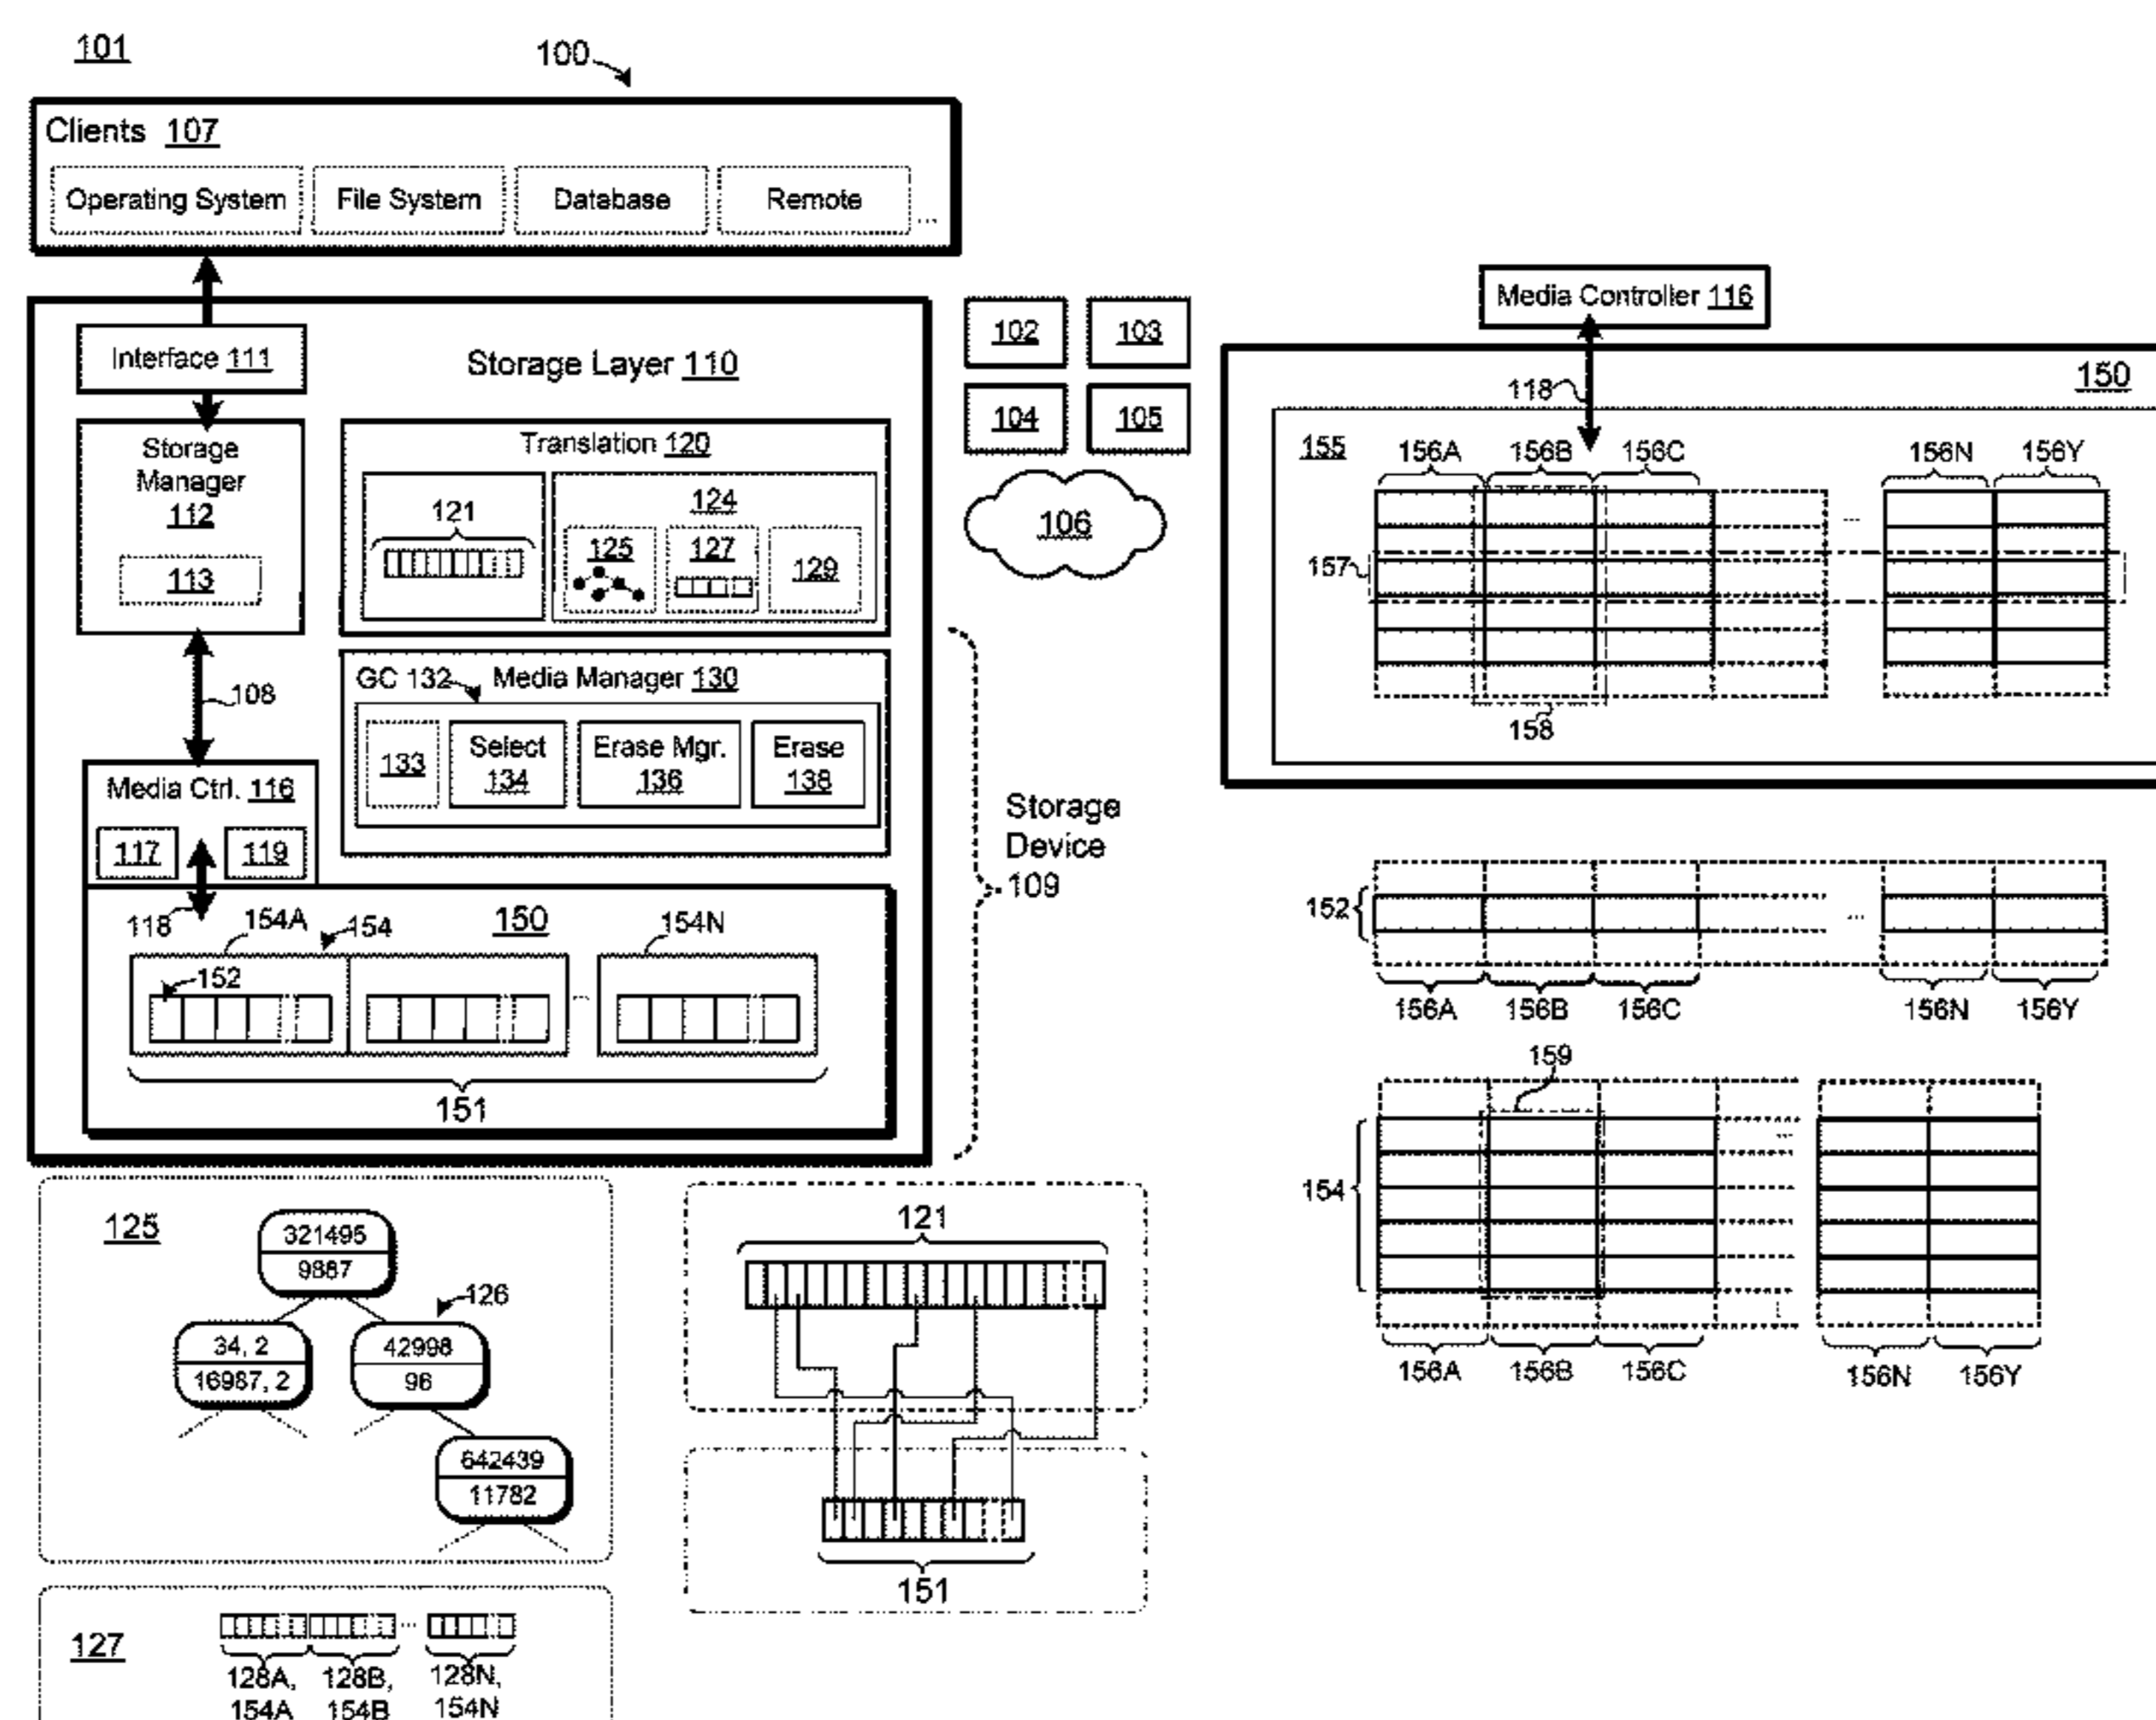 101
100
Clients 107
Operating System
File System
Database
Remote
...
Interface 111
Storage Layer 110
Storage
Manager
112
113
Translation 120
121
124
125
127
129
108
GC 132
Media Manager 130
133
Select
134
Erase Mgr.
136
Erase
138
Media Ctrl. 116
117
119
118
154A
154
150
154N
152
...
151
102
103
104
105
106
Storage
Device
109
Media Controller 116
150
118
155
156A
156B
156C
156N
156Y
...
157
158
152
...
156A
156B
156C
156N
156Y
159
...
154
156A
156B
156C
156N
156Y
125
321495
9887
126
34, 2
16987, 2
42998
96
642439
11782
121
151
127
...
128A,
154A
128B,
154B
128N,
154N